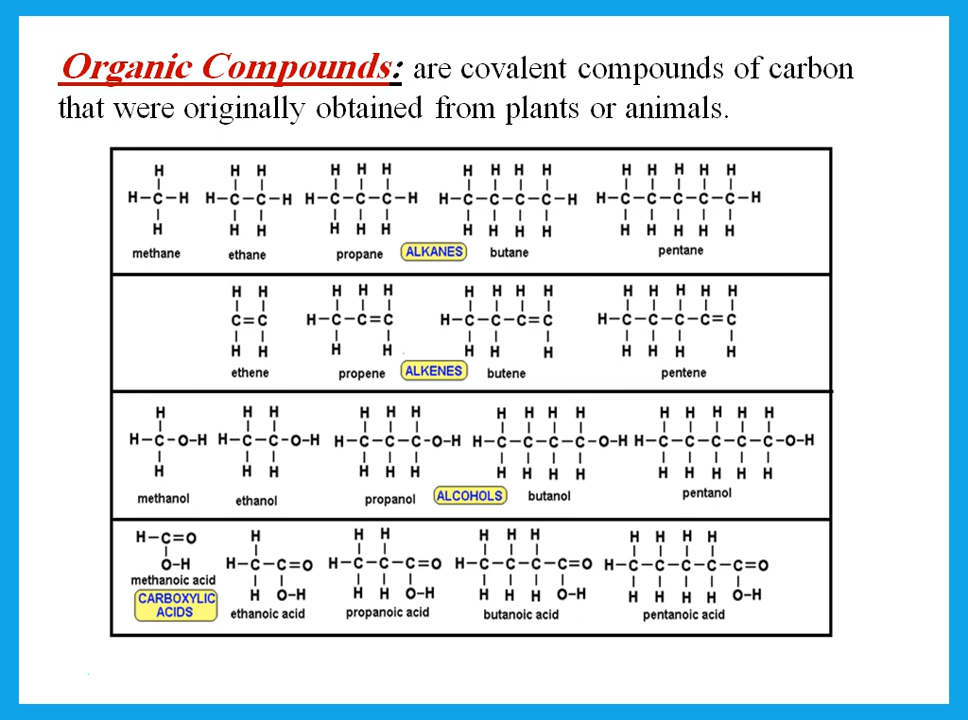 Organic Compounds: are covalent compounds of carbon
that were originally obtained from plants or animals.
H H H H H H H H H H H H H H H
| | | | | | | | | | | | | | |
H-C-H H-C-C-H H-C-C-C-H H-C-C-C-C-H H-C-C-C-C-C-H
| | | | | | | | | | | | | | |
H H H H H H H H H H H H H H H
methane ethane propane ALKANES butane pentane
H H H H H H H H H H H H H H
| | | | | | | | | | | | | |
C=C H-C-C=C H-C-C-C=C H-C-C-C-C=C
| | | | | | | | | | |
H H H H H H H H H H H
ethene propene ALKENES butene pentene
H H H H H H H H H H H H H H H
| | | | | | | | | | | | | | |
H-C-O-H H-C-C-O-H H-C-C-C-O-H H-C-C-C-C-O-H H-C-C-C-C-C-O-H
| | | | | | | | | | | | | | |
H H H H H H H H H H H H H H H
methanol ethanol propanol ALCOHOLS butanol pentanol
H-C=O H H H H H H H H H H
| | | | | | | | | | |
O-H H-C-C=O H-C-C-C=O H-C-C-C-C=O H-C-C-C-C-C=O
methanoic acid | | | | | | | | | | | | | |
CARBOXYLIC H O-H H H O-H H H H O-H H H H H O-H
ACIDS ethanoic acid propanoic acid butanoic acid pentanoic acid